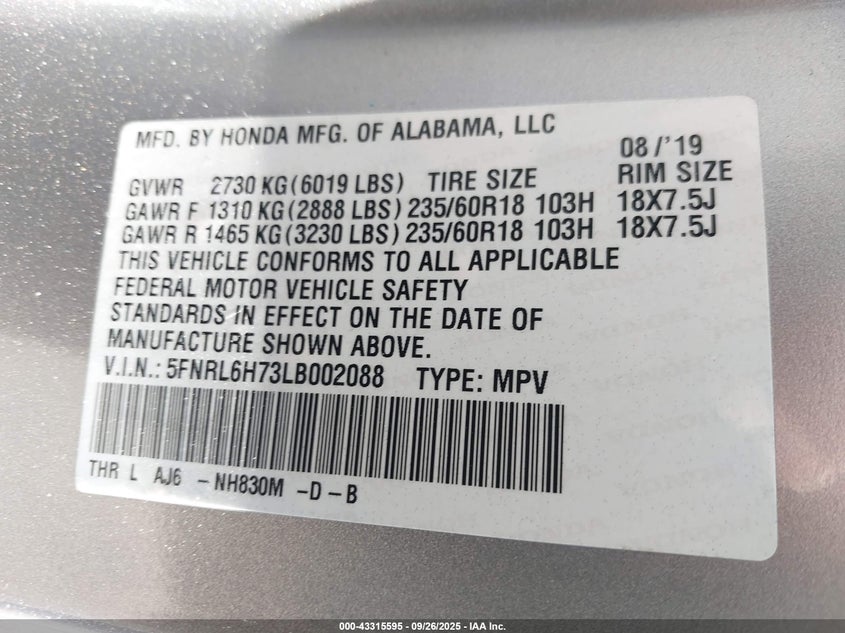 MFD. BY HONDA MFG. OF ALABAMA, LLC
08/'19
GVWR 2730 KG(6019 LBS) TIRE SIZE RIM SIZE
GAWR F 1310 KG(2888 LBS) 235/60R18 103H 18X7.5J
GAWR R 1465 KG(3230 LBS) 235/60R18 103H 18X7.5J
THIS VEHICLE CONFORMS TO ALL APPLICABLE
FEDERAL MOTOR VEHICLE SAFETY
STANDARDS IN EFFECT ON THE DATE OF
MANUFACTURE SHOWN ABOVE.
V.I.N.: 5FNRL6H73LB002088 TYPE: MPV
THR L AJ6 -NH830M -D-B
000-43315595 - 09/26/2025 - IAA Inc.